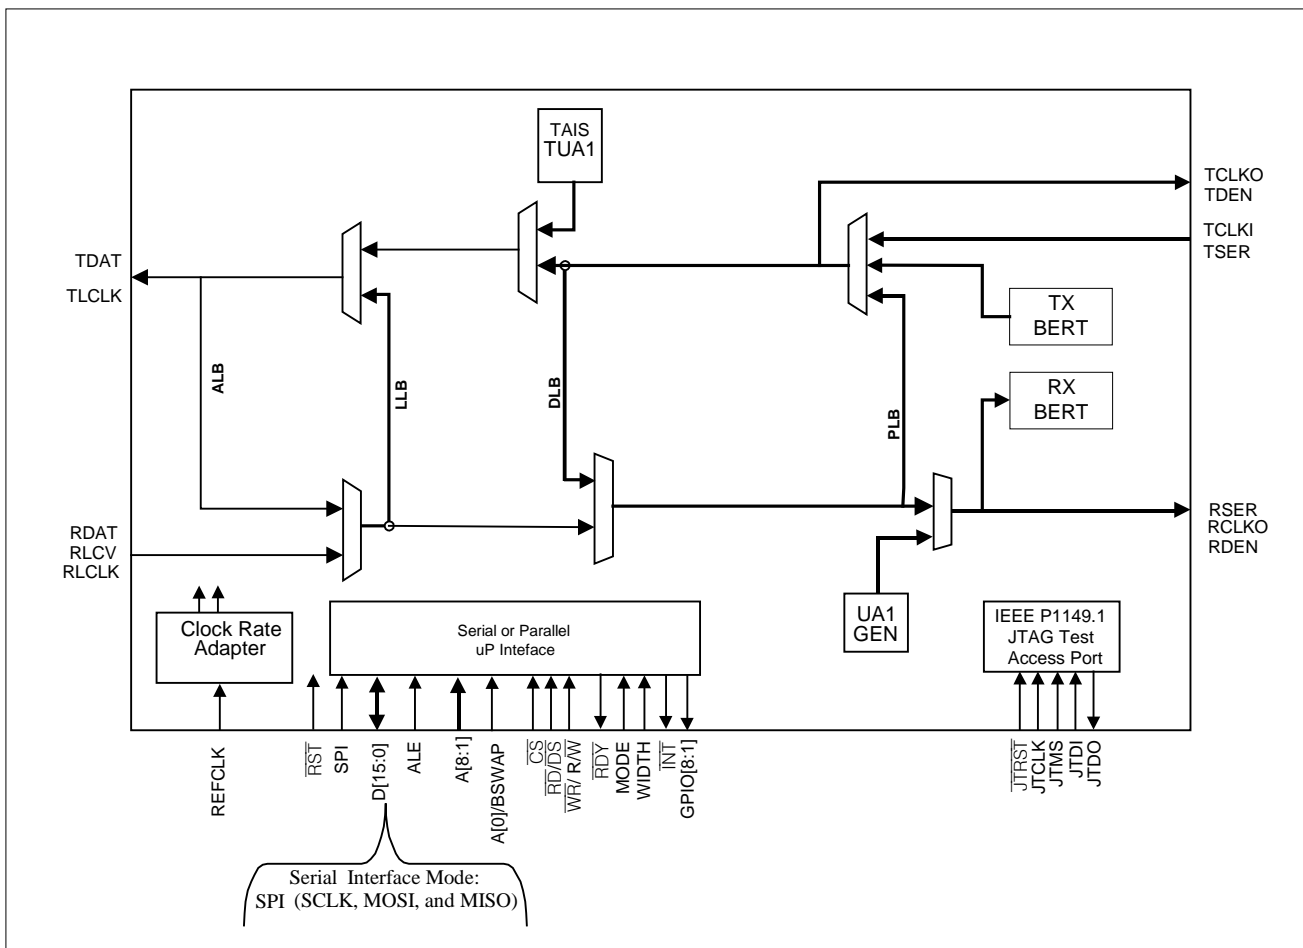 TAIS
TUA1
TCLKO
TDEN
TCLKI
TSER
TDAT
TLCLK
TX
BERT
ALB
LLB
DLB
PLB
RX
BERT
RDAT
RLCV
RLCLK
RSER
RCLKO
RDEN
Clock Rate
Adapter
Serial or Parallel
uP Inteface
UA1
GEN
IEEE P1149.1
JTAG Test
Access Port
REFCLK
RST
SPI
D[15:0]
ALE
A[8:1]
A[0]/BSWAP
CS
RD/DS
WR/ R/W
RDY
MODE
WIDTH
INT
GPIO[8:1]
JTRST
JTCLK
JTMS
JTDI
JTDO
Serial Interface Mode:
SPI (SCLK, MOSI, and MISO)